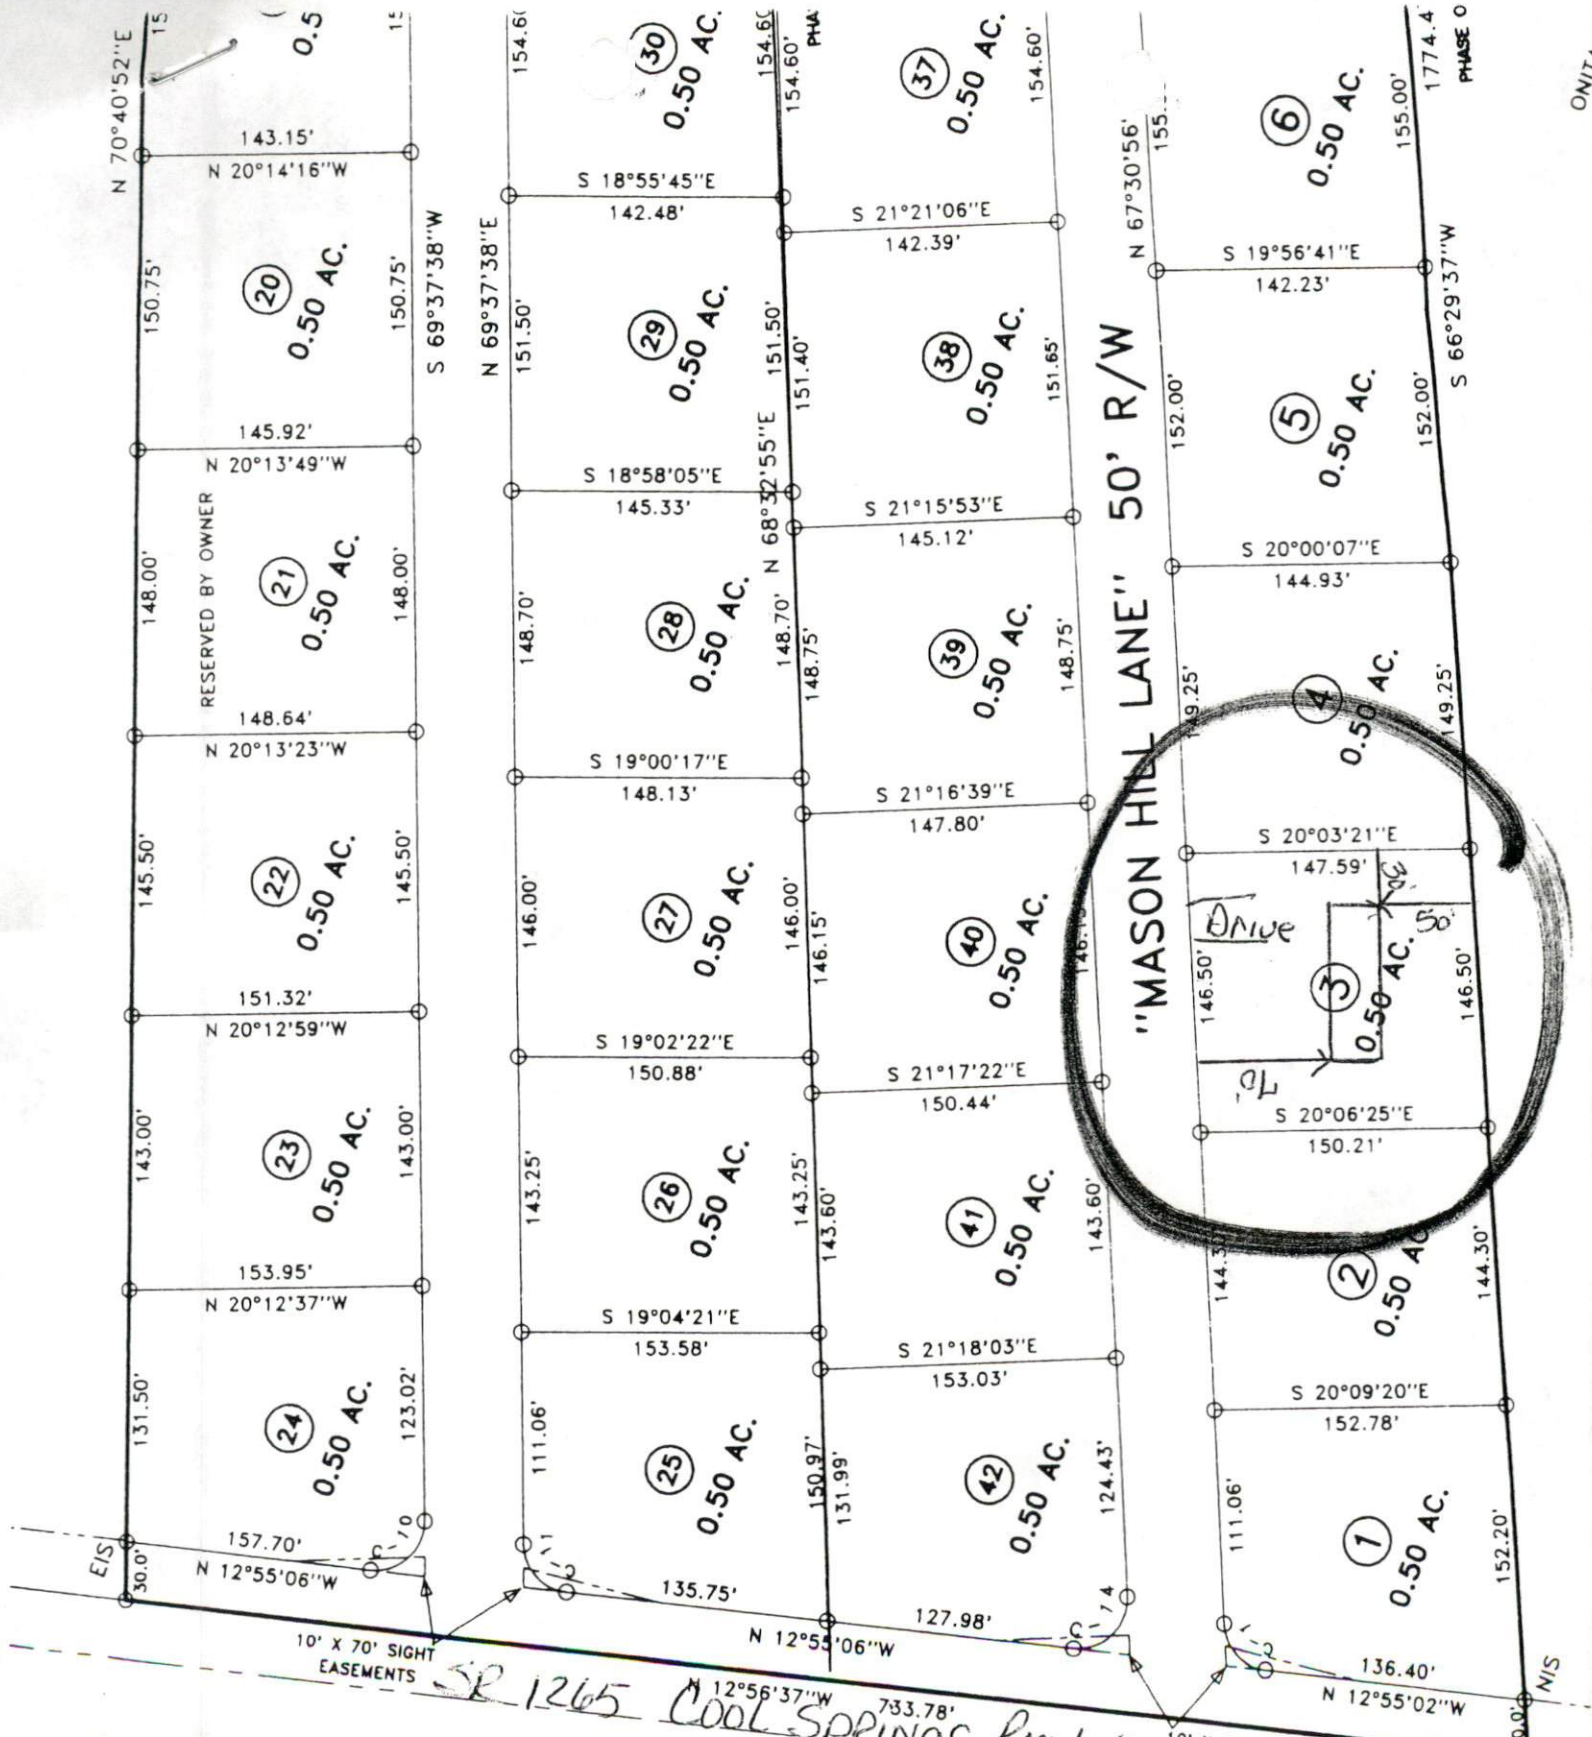 N 70°40'52"E
143.15'
N 20°14'16"W
150.75'
20
0.50 AC.
150.75'
S 69°37'38"W
145.92'
N 20°13'49"W
RESERVED BY OWNER
148.00'
21
0.50 AC.
148.00'
148.64'
N 20°13'23"W
145.50'
22
0.50 AC.
145.50'
151.32'
N 20°12'59"W
143.00'
23
0.50 AC.
143.00'
153.95'
N 20°12'37"W
131.50'
24
0.50 AC.
123.02'
EIS
30.0'
157.70'
N 12°55'06"W
10' X 70' SIGHT
EASEMENTS
30
0.50 AC.
S 18°55'45"E
142.48'
N 69°37'38"E
151.50'
29
0.50 AC.
151.50'
S 18°58'05"E
145.33'
148.70'
28
0.50 AC.
148.70'
S 19°00'17"E
148.13'
146.00'
27
0.50 AC.
146.00'
S 19°02'22"E
150.88'
143.25'
26
0.50 AC.
143.25'
S 19°04'21"E
153.58'
111.06'
25
0.50 AC.
150.97'
135.75'
N 12°55'06"W
154.60'
37
0.50 AC.
154.60'
S 21°21'06"E
142.39'
151.40'
38
0.50 AC.
151.65'
N 68°32'55"E
S 21°15'53"E
145.12'
148.75'
39
0.50 AC.
148.75'
S 21°16'39"E
147.80'
146.15'
40
0.50 AC.
S 21°17'22"E
150.44'
143.60'
41
0.50 AC.
143.60'
S 21°18'03"E
153.03'
131.99'
42
0.50 AC.
124.43'
127.98'
"MASON HILL LANE" 50' R/W
N 67°30'56"
6
0.50 AC.
155.00'
PHASE O
S 19°56'41"E
142.23'
152.00'
5
0.50 AC.
152.00'
S 66°29'37"W
S 20°00'07"E
144.93'
149.25'
4
0.50 AC.
149.25'
S 20°03'21"E
147.59'
Drive
50'
146.50'
3
0.50 AC.
146.50'
70'
S 20°06'25"E
150.21'
2
0.50 AC
144.30'
S 20°09'20"E
152.78'
111.06'
1
0.50 AC.
152.20'
136.40'
N 12°55'02"W
NIS
N 12°56'37"W 733.78'
SR 1265 COOL SPRINGS